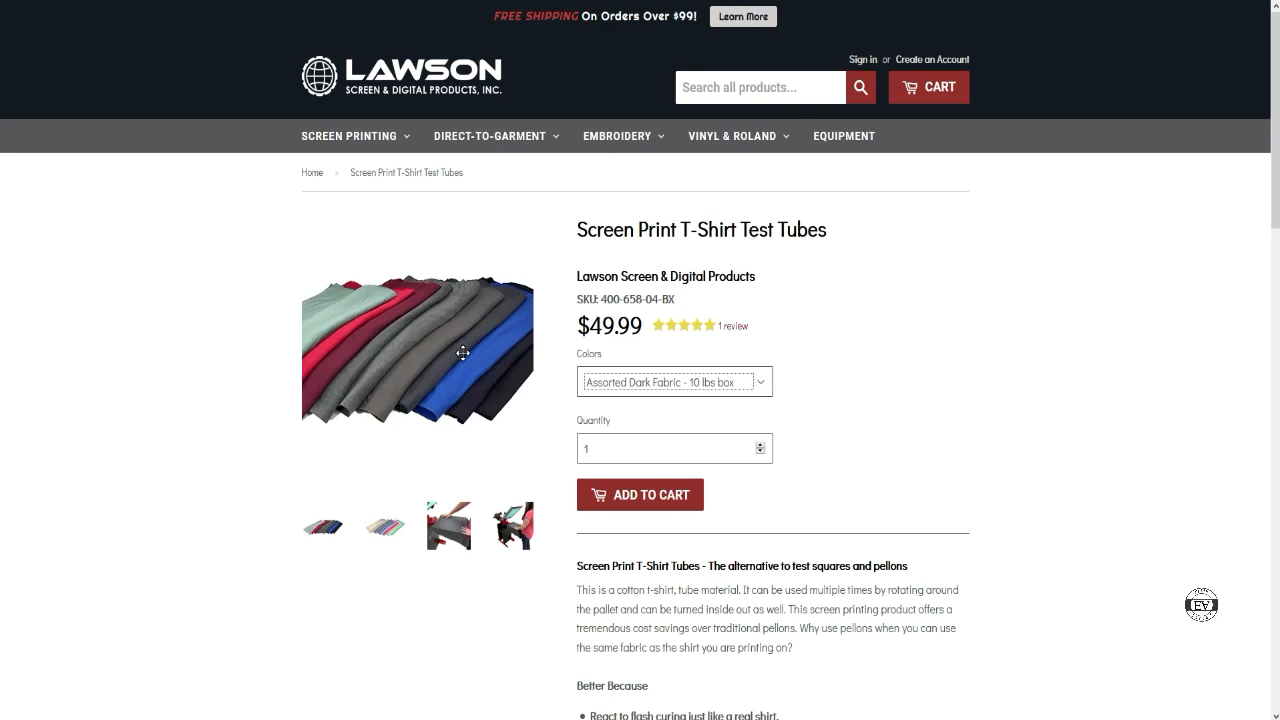 FREE SHIPPING On Orders Over $99! Learn More
LAWSON
SCREEN & DIGITAL PRODUCTS, INC.
Sign in or Create an Account
Search all products...
CART
SCREEN PRINTING DIRECT-TO-GARMENT EMBROIDERY VINYL & ROLAND EQUIPMENT
Home › Screen Print T-Shirt Test Tubes
Screen Print T-Shirt Test Tubes
Lawson Screen & Digital Products
SKU: 400-658-04-BX
$49.99 1 review
Colors
Assorted Dark Fabric - 10 lbs box
Quantity
1
ADD TO CART
Screen Print T-Shirt Tubes - The alternative to test squares and pellons
This is a cotton t-shirt, tube material. It can be used multiple times by rotating around
the pallet and can be turned inside out as well. This screen printing product offers a
tremendous cost savings over traditional pellons. Why use pellons when you can use
the same fabric as the shirt you are printing on?
Better Because
• React to flash curing just like a real shirt.